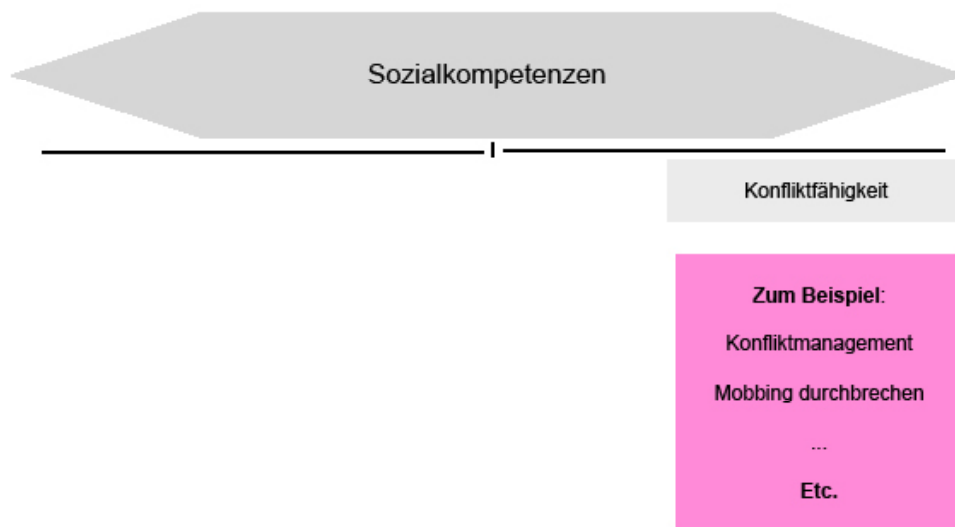 Sozialkompetenzen
Konfliktfähigkeit
Zum Beispiel:
Konfliktmanagement
Mobbing durchbrechen
...
Etc.